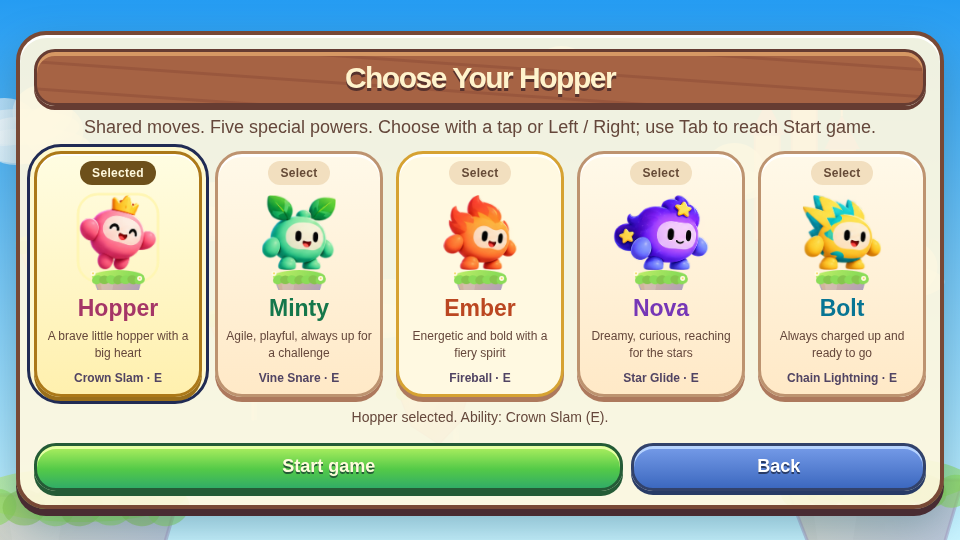 Choose Your Hopper
Shared moves. Five special powers. Choose with a tap or Left / Right; use Tab to reach Start game.
Selected
Hopper
A brave little hopper with a
big heart
Crown Slam · E
Select
Minty
Agile, playful, always up for
a challenge
Vine Snare · E
Select
Ember
Energetic and bold with a
fiery spirit
Fireball · E
Select
Nova
Dreamy, curious, reaching
for the stars
Star Glide · E
Select
Bolt
Always charged up and
ready to go
Chain Lightning · E
Hopper selected. Ability: Crown Slam (E).
Start game
Back